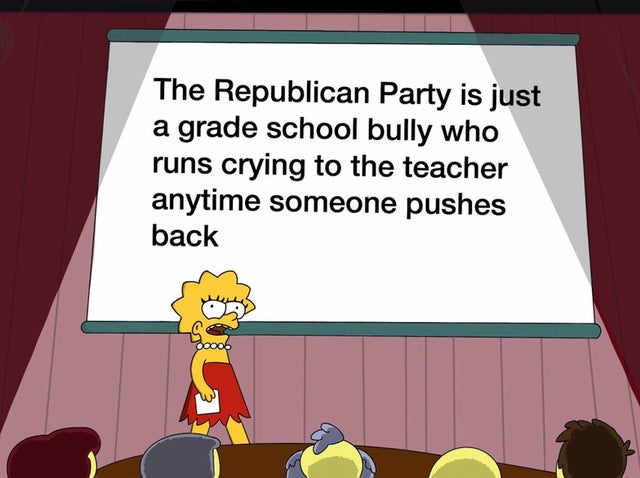 The Republican Party is just
a grade school bully who
runs crying to the teacher
anytime someone pushes
back